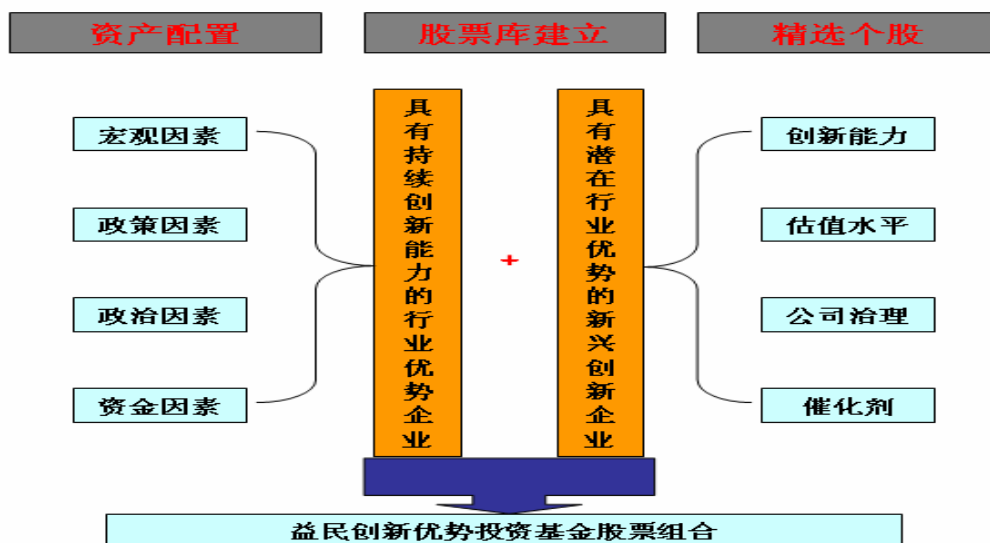 资产配置
股票库建立
精选个股
宏观因素
政策因素
政治因素
资金因素
具有持续创新能力的行业优势企业
+
具有潜在行业优势的新兴创新企业
创新能力
估值水平
公司治理
催化剂
益民创新优势投资基金股票组合